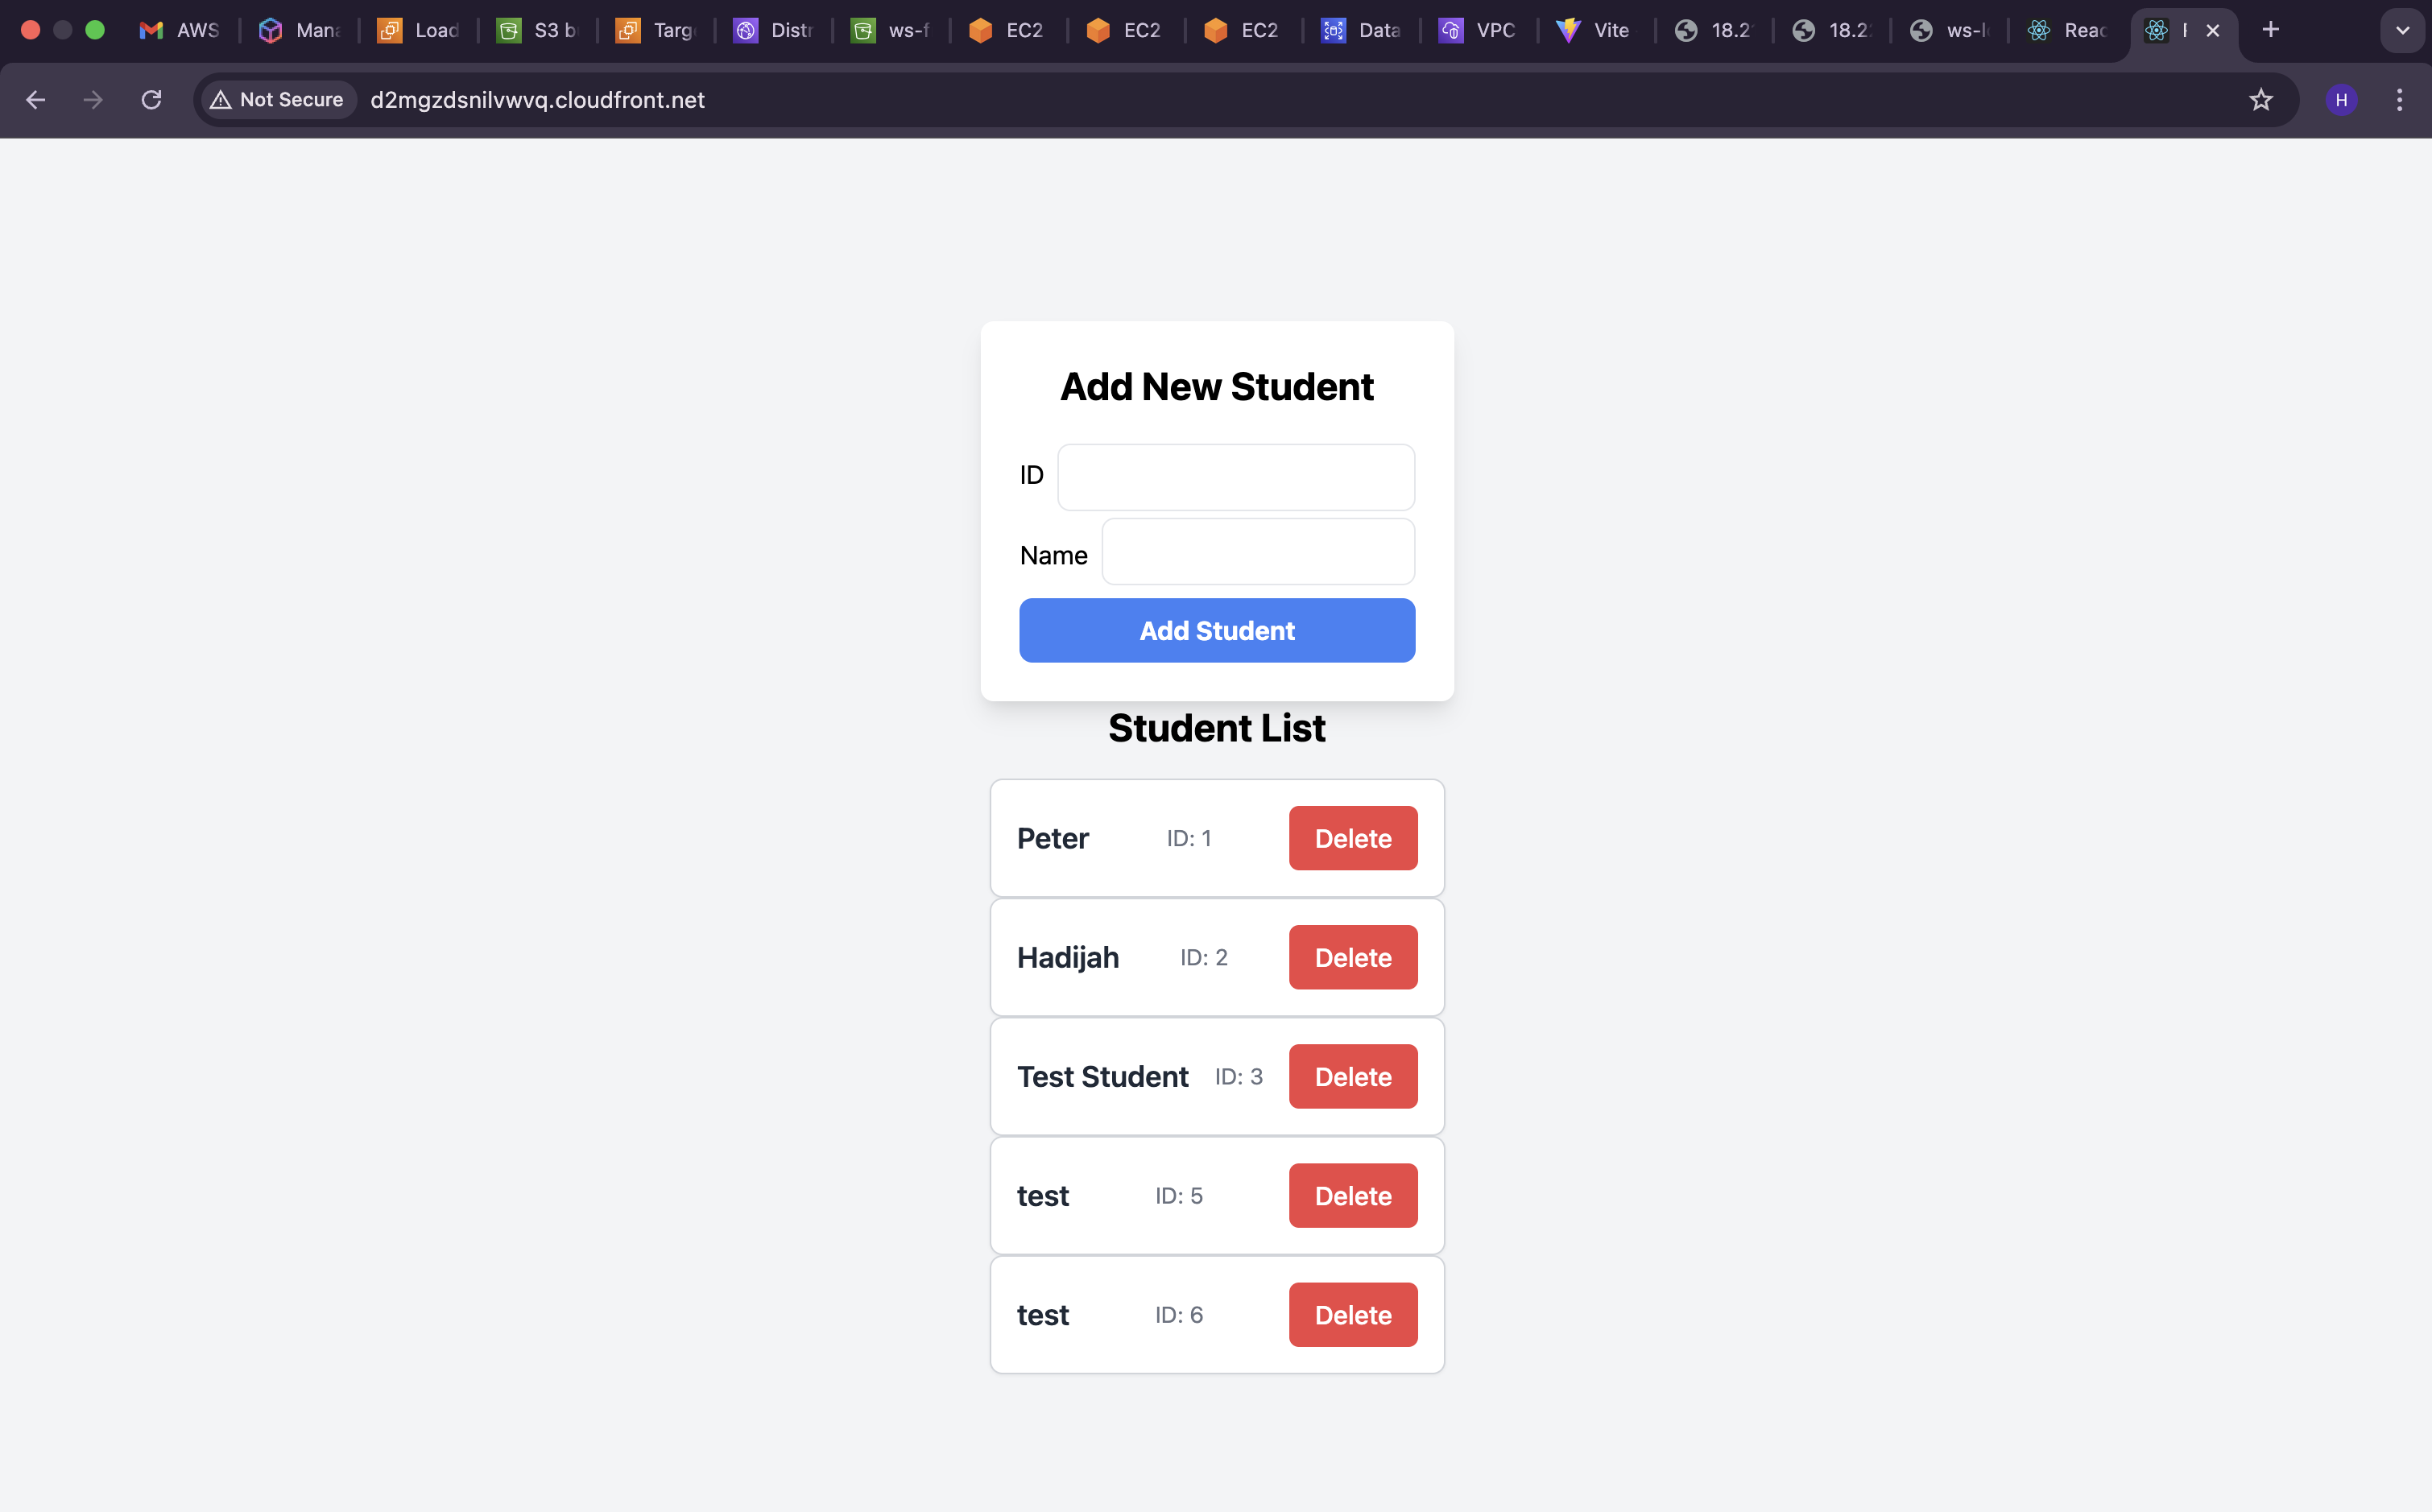 AWS Mana Load S3 b Targ Distr ws-f EC2 EC2 EC2 Data VPC Vite 18.2 18.2 ws-l Reac
Not Secure d2mgzdsnilvwvq.cloudfront.net H
Add New Student
ID
Name
Add Student
Student List
Peter ID: 1 Delete
Hadijah ID: 2 Delete
Test Student ID: 3 Delete
test ID: 5 Delete
test ID: 6 Delete